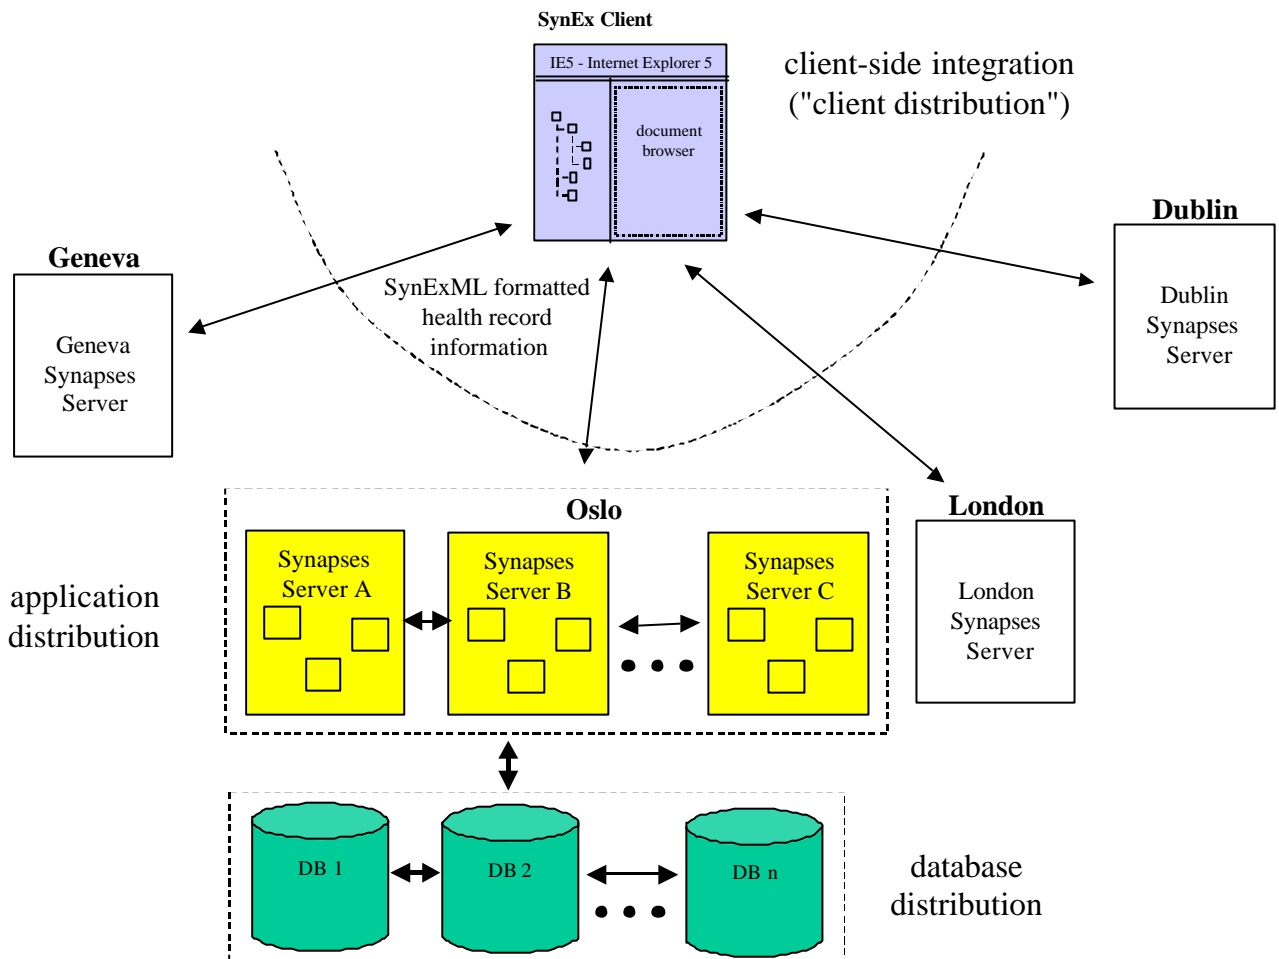 SynEx Client
IE5 - Internet Explorer 5
document
browser
client-side integration
("client distribution")
Geneva
Geneva
Synapses
Server
SynExML formatted
health record
information
Dublin
Dublin
Synapses
Server
Oslo
Synapses
Server A
Synapses
Server B
Synapses
Server C
London
London
Synapses
Server
application
distribution
DB 1
DB 2
DB n
database
distribution